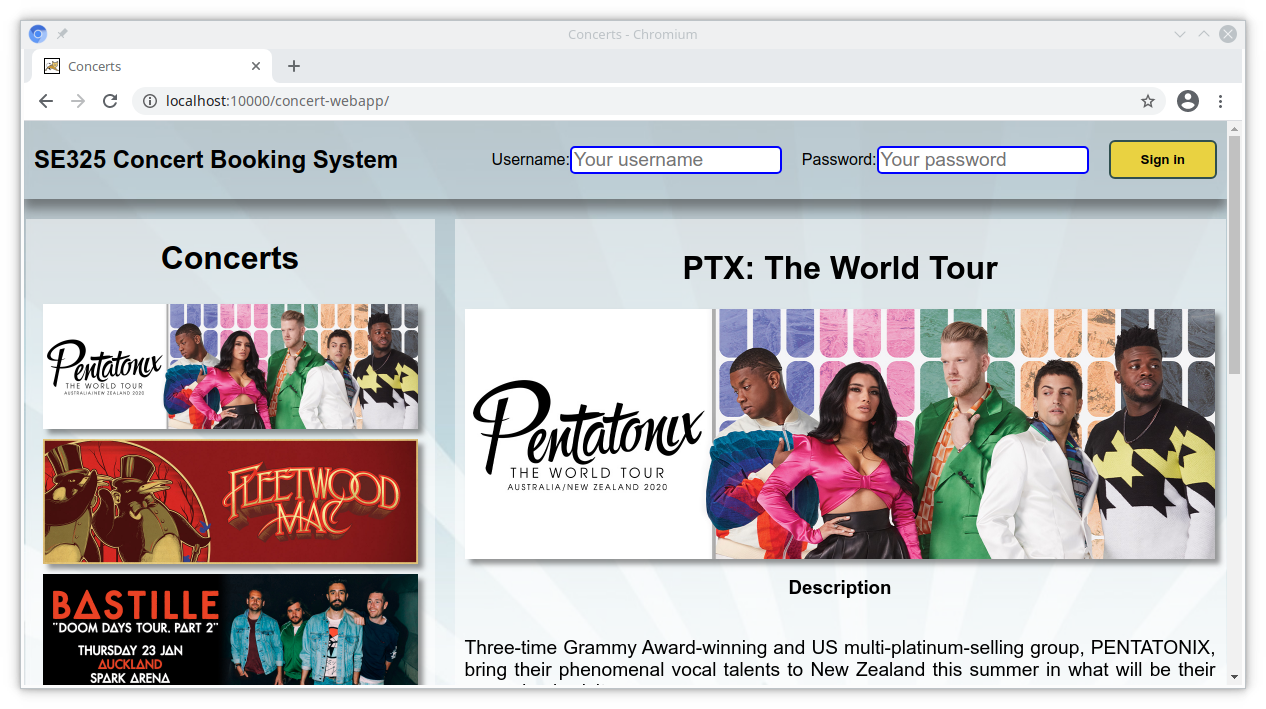 Concerts - Chromium
Concerts
localhost:10000/concert-webapp/
SE325 Concert Booking System
Username: Your username
Password: Your password
Sign in
Concerts
Pentatonix
THE WORLD TOUR
AUSTRALIA/NEW ZEALAND 2020
FLEETWOOD
MAC
BASTILLE
"DOOM DAYS TOUR, PART 2"
THURSDAY 23 JAN
AUCKLAND
SPARK ARENA
PTX: The World Tour
Pentatonix
THE WORLD TOUR
AUSTRALIA/NEW ZEALAND 2020
Description
Three-time Grammy Award-winning and US multi-platinum-selling group, PENTATONIX,
bring their phenomenal vocal talents to New Zealand this summer in what will be their